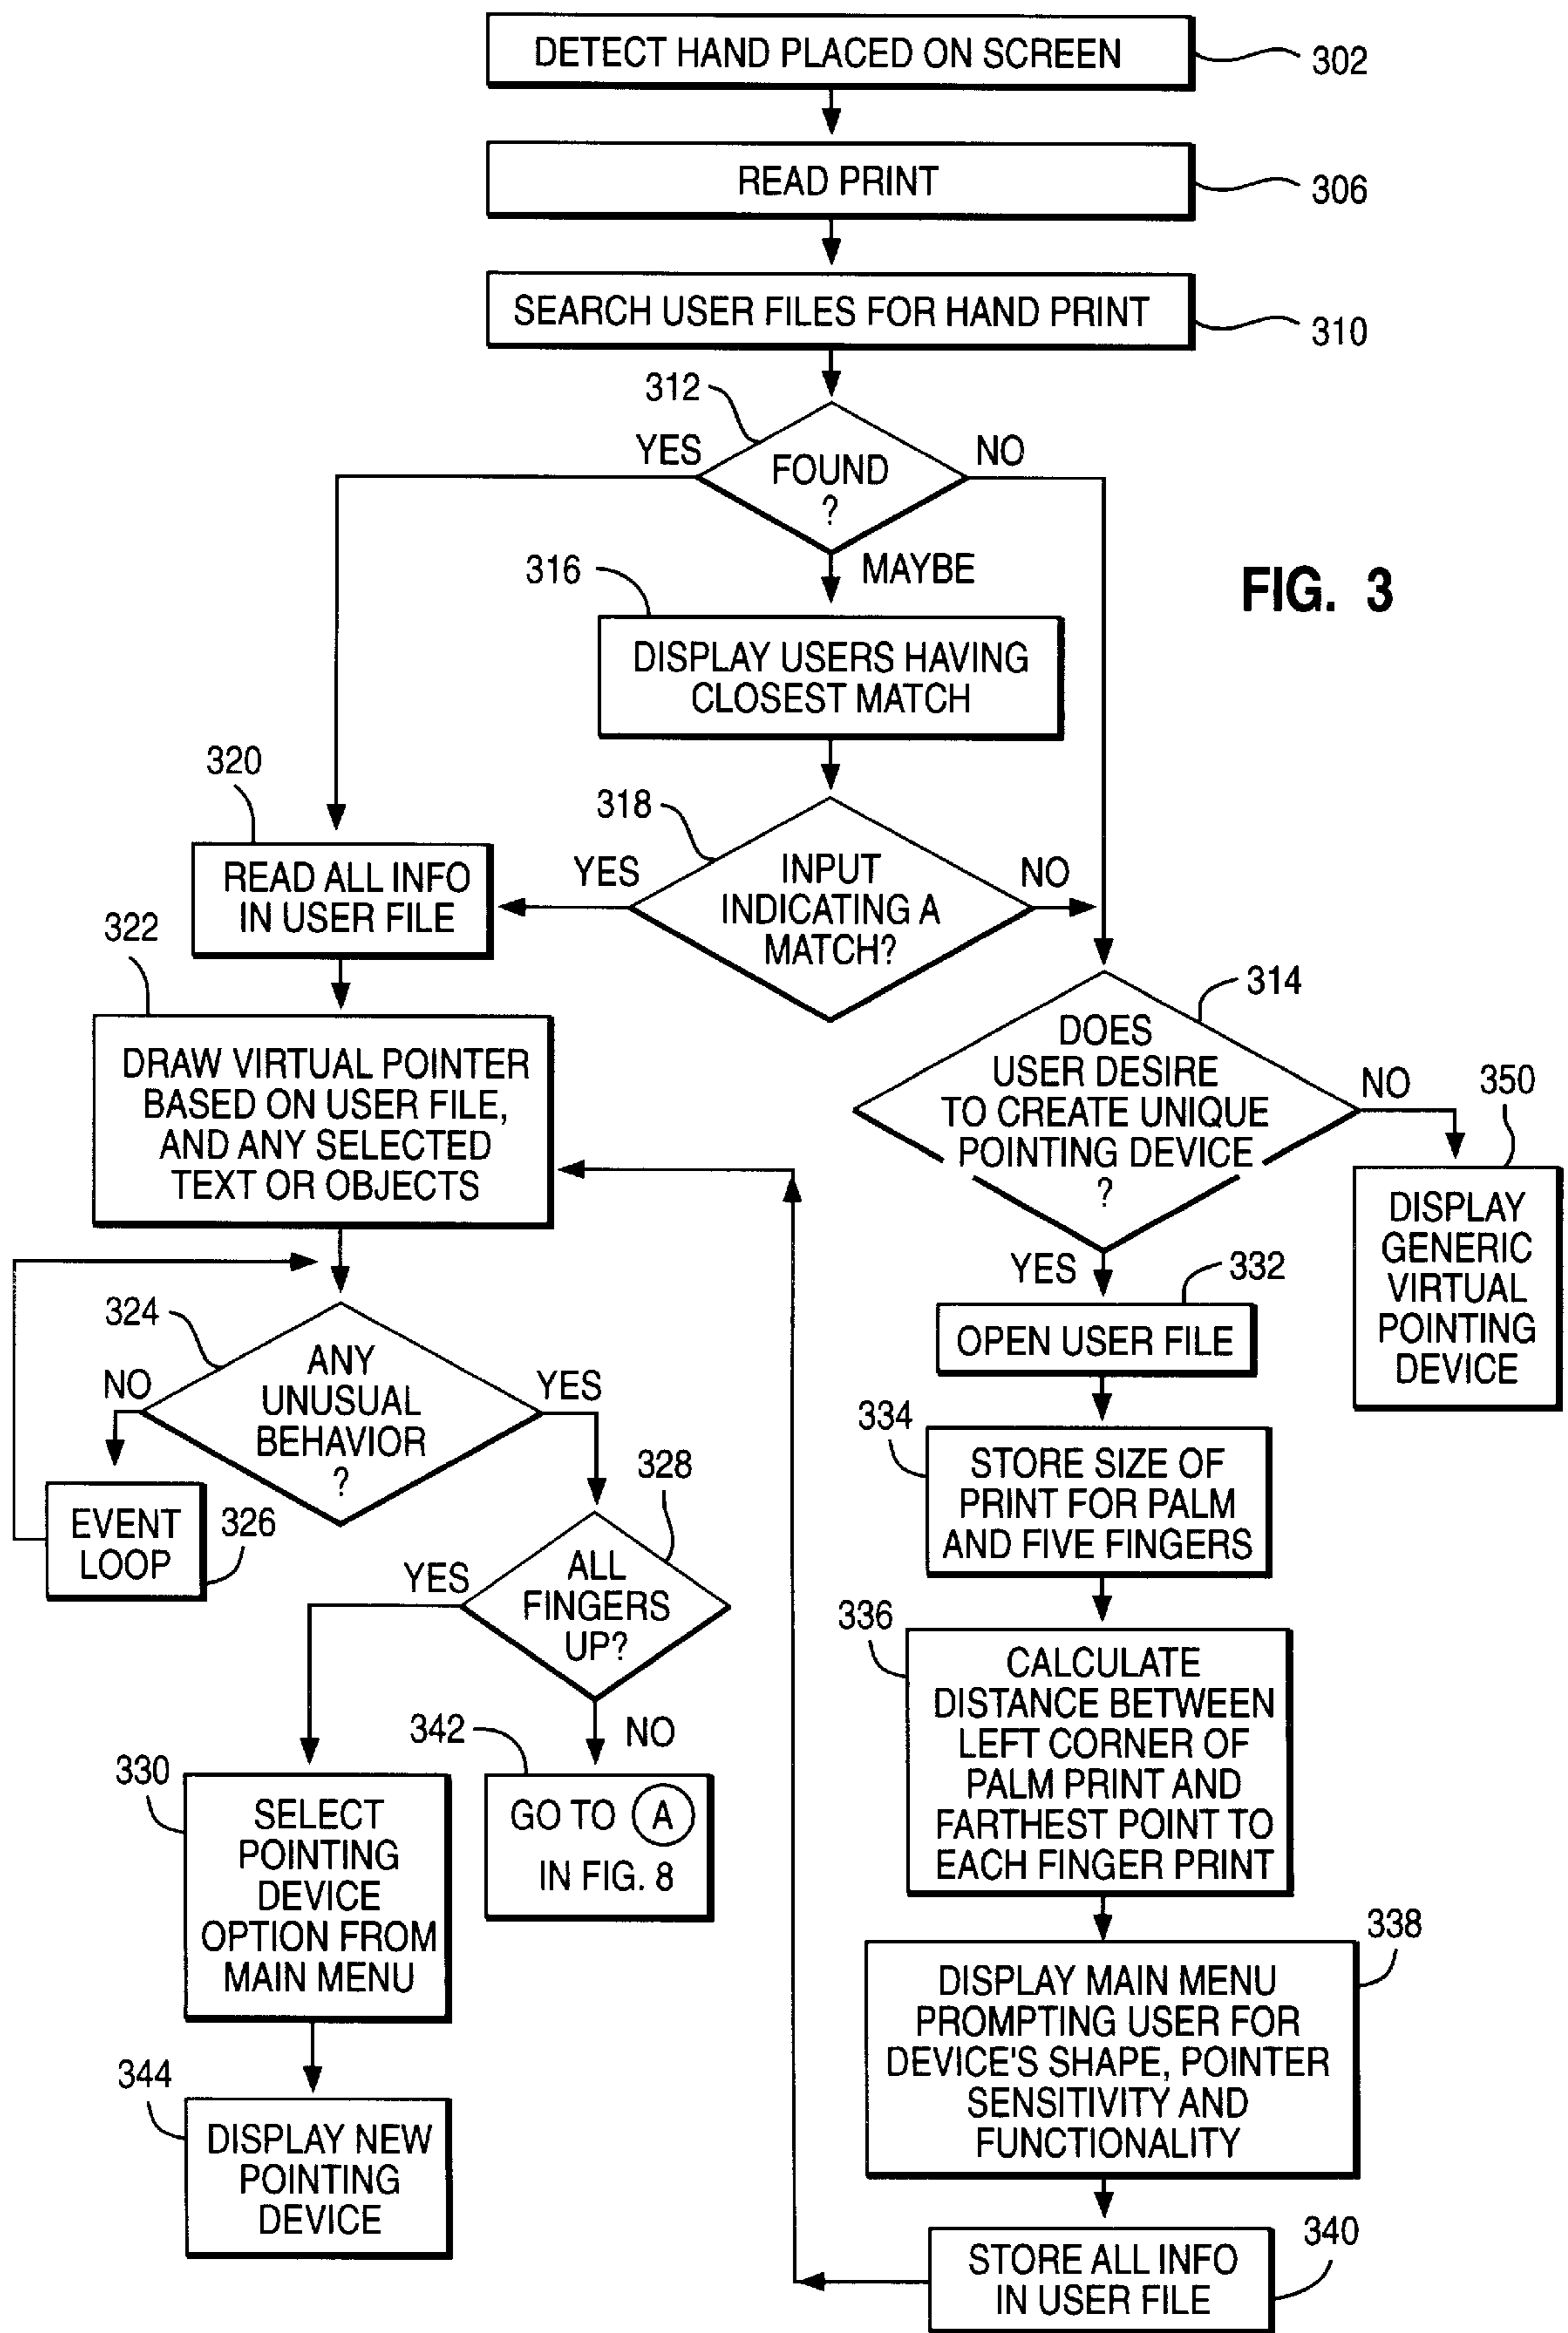 DETECT HAND PLACED ON SCREEN
302
READ PRINT
306
SEARCH USER FILES FOR HAND PRINT
310
312
YES
NO
FOUND
?
MAYBE
316
FIG. 3
DISPLAY USERS HAVING
CLOSEST MATCH
320
318
READ ALL INFO
IN USER FILE
YES
INPUT
INDICATING A
MATCH?
NO
322
DRAW VIRTUAL POINTER
BASED ON USER FILE,
AND ANY SELECTED
TEXT OR OBJECTS
314
DOES
USER DESIRE
TO CREATE UNIQUE
POINTING DEVICE
?
NO
350
DISPLAY
GENERIC
VIRTUAL
POINTING
DEVICE
YES
332
OPEN USER FILE
324
NO
ANY
UNUSUAL
BEHAVIOR
?
YES
EVENT
LOOP
326
328
YES
ALL
FINGERS
UP?
NO
334
STORE SIZE OF
PRINT FOR PALM
AND FIVE FINGERS
336
CALCULATE
DISTANCE BETWEEN
LEFT CORNER OF
PALM PRINT AND
FARTHEST POINT TO
EACH FINGER PRINT
330
SELECT
POINTING
DEVICE
OPTION FROM
MAIN MENU
342
GO TO A
IN FIG. 8
338
DISPLAY MAIN MENU
PROMPTING USER FOR
DEVICE'S SHAPE, POINTER
SENSITIVITY AND
FUNCTIONALITY
344
DISPLAY NEW
POINTING
DEVICE
340
STORE ALL INFO
IN USER FILE